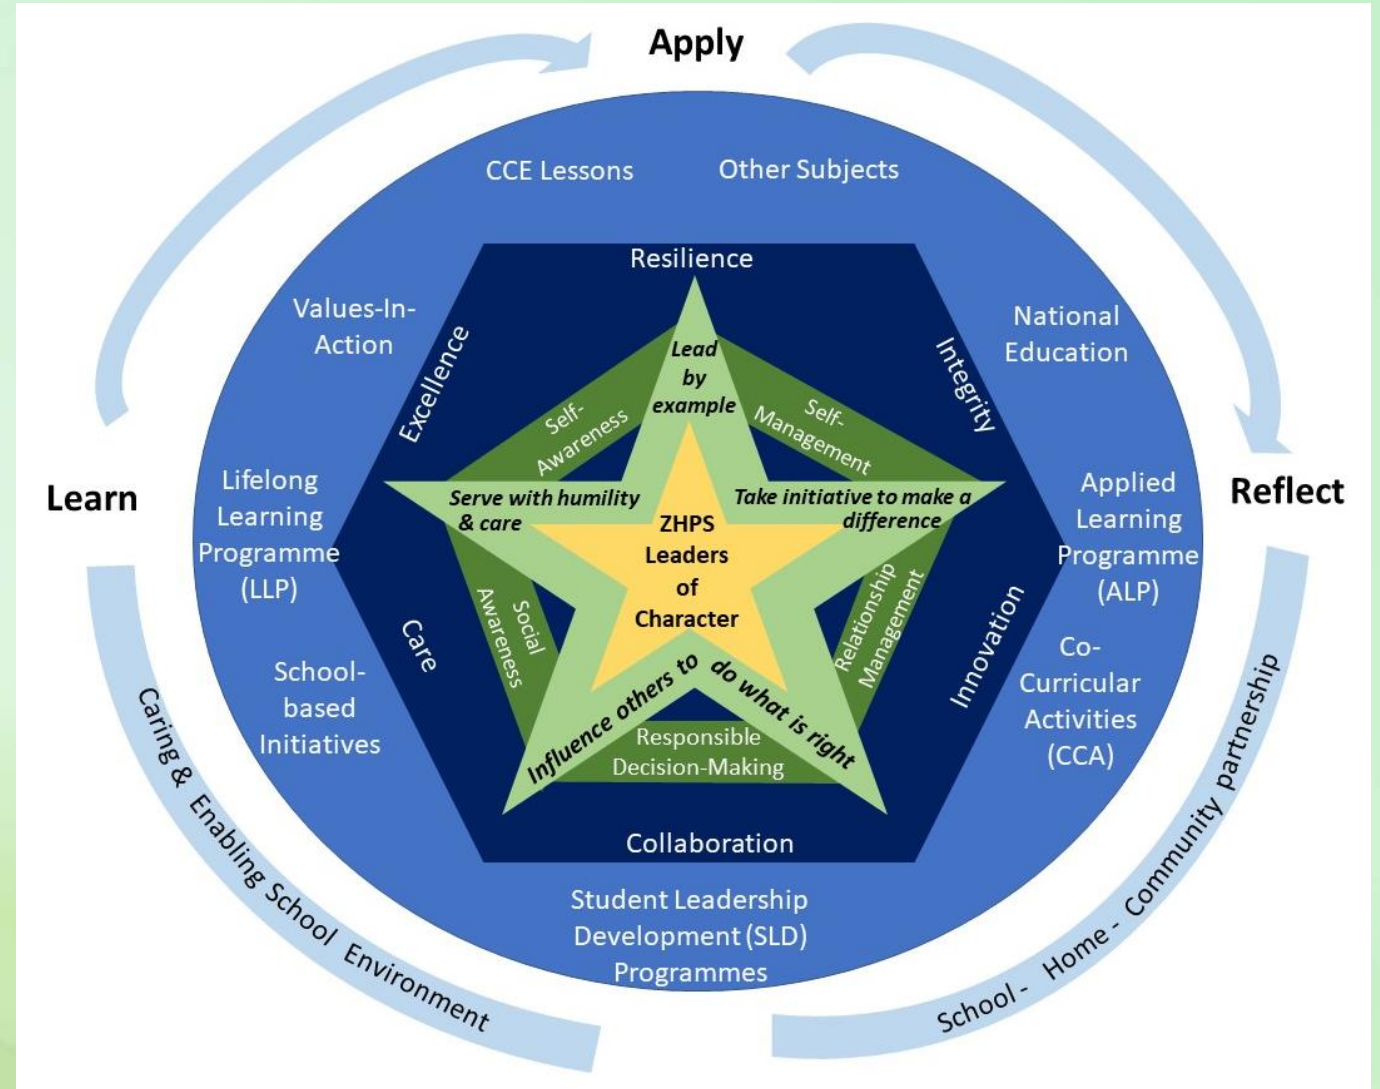 Apply
CCE Lessons
Other Subjects
Resilience
Values-In-
Action
National
Education
Excellence
Integrity
Lead
by
example
Self-
Awareness
Self-
Management
Learn
Reflect
Lifelong
Learning
Programme
(LLP)
Serve with humility
& care
Take initiative to make a
difference
Applied
Learning
Programme
(ALP)
ZHPS
Leaders
of
Character
Social
Awareness
Relationship
Management
Care
Innovation
School-
based
Initiatives
Co-
Curricular
Activities
(CCA)
Influence others to do what is right
Responsible
Decision-Making
Collaboration
Student Leadership
Development (SLD)
Programmes
Caring & Enabling School Environment
School - Home - Community partnership